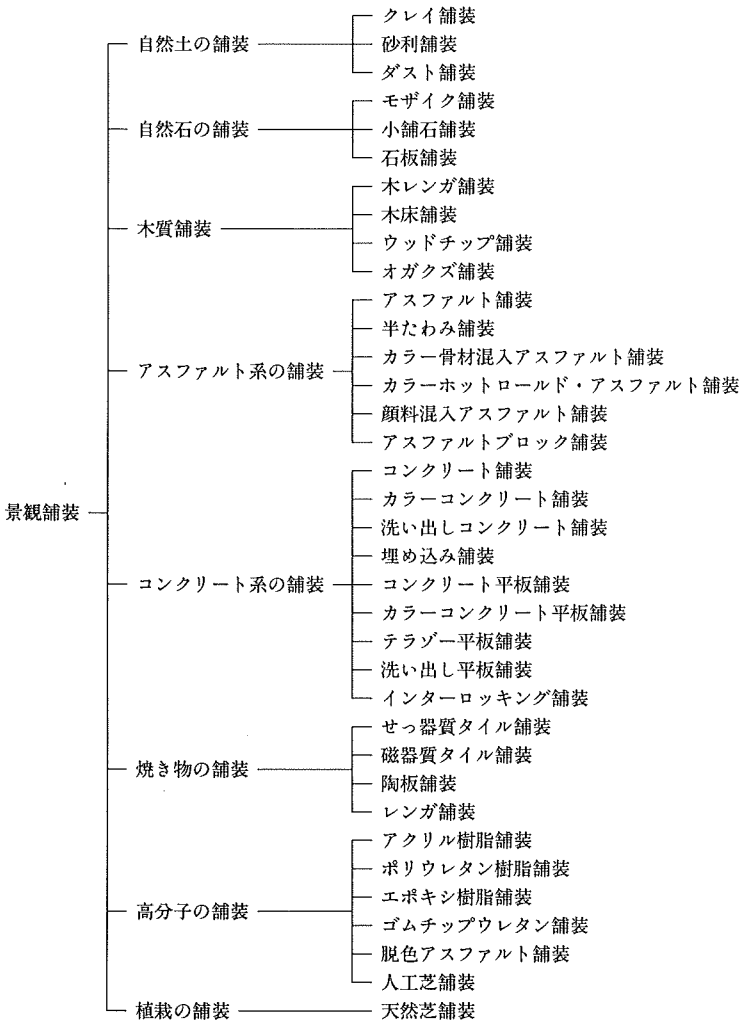 景観舗装
自然土の舗装
クレイ舗装
砂利舗装
ダスト舗装
自然石の舗装
モザイク舗装
小舗石舗装
石板舗装
木質舗装
木レンガ舗装
木床舗装
ウッドチップ舗装
オガクズ舗装
アスファルト系の舗装
アスファルト舗装
半たわみ舗装
カラー骨材混入アスファルト舗装
カラーホットロールド・アスファルト舗装
顔料混入アスファルト舗装
アスファルトブロック舗装
コンクリート系の舗装
コンクリート舗装
カラーコンクリート舗装
洗い出しコンクリート舗装
埋め込み舗装
コンクリート平板舗装
カラーコンクリート平板舗装
テラゾー平板舗装
洗い出し平板舗装
インターロッキング舗装
焼き物の舗装
せっ器質タイル舗装
磁器質タイル舗装
陶板舗装
レンガ舗装
高分子の舗装
アクリル樹脂舗装
ポリウレタン樹脂舗装
エポキシ樹脂舗装
ゴムチップウレタン舗装
脱色アスファルト舗装
人工芝舗装
植栽の舗装
天然芝舗装